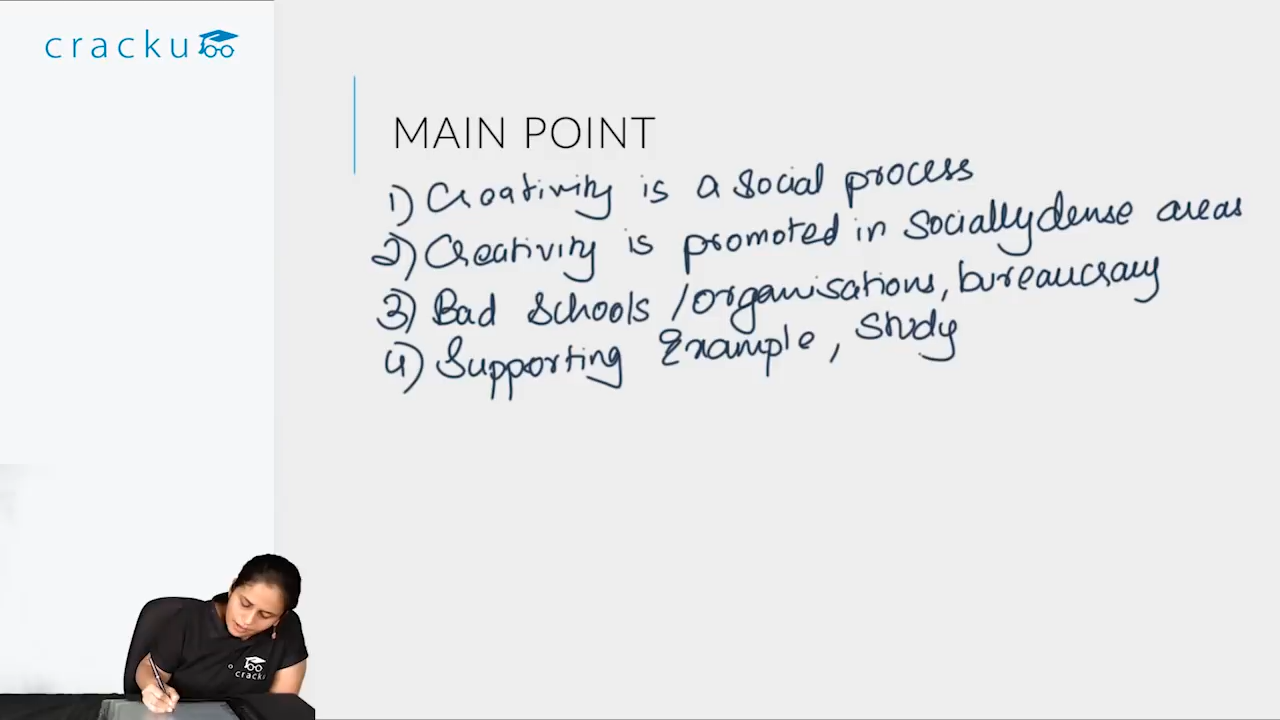 cracku
MAIN POINT
1) Creativity is a social process
2) Creativity is promoted in socially dense areas
3) Bad Schools / organisations, bureaucracy
4) Supporting Example, Study
cracku